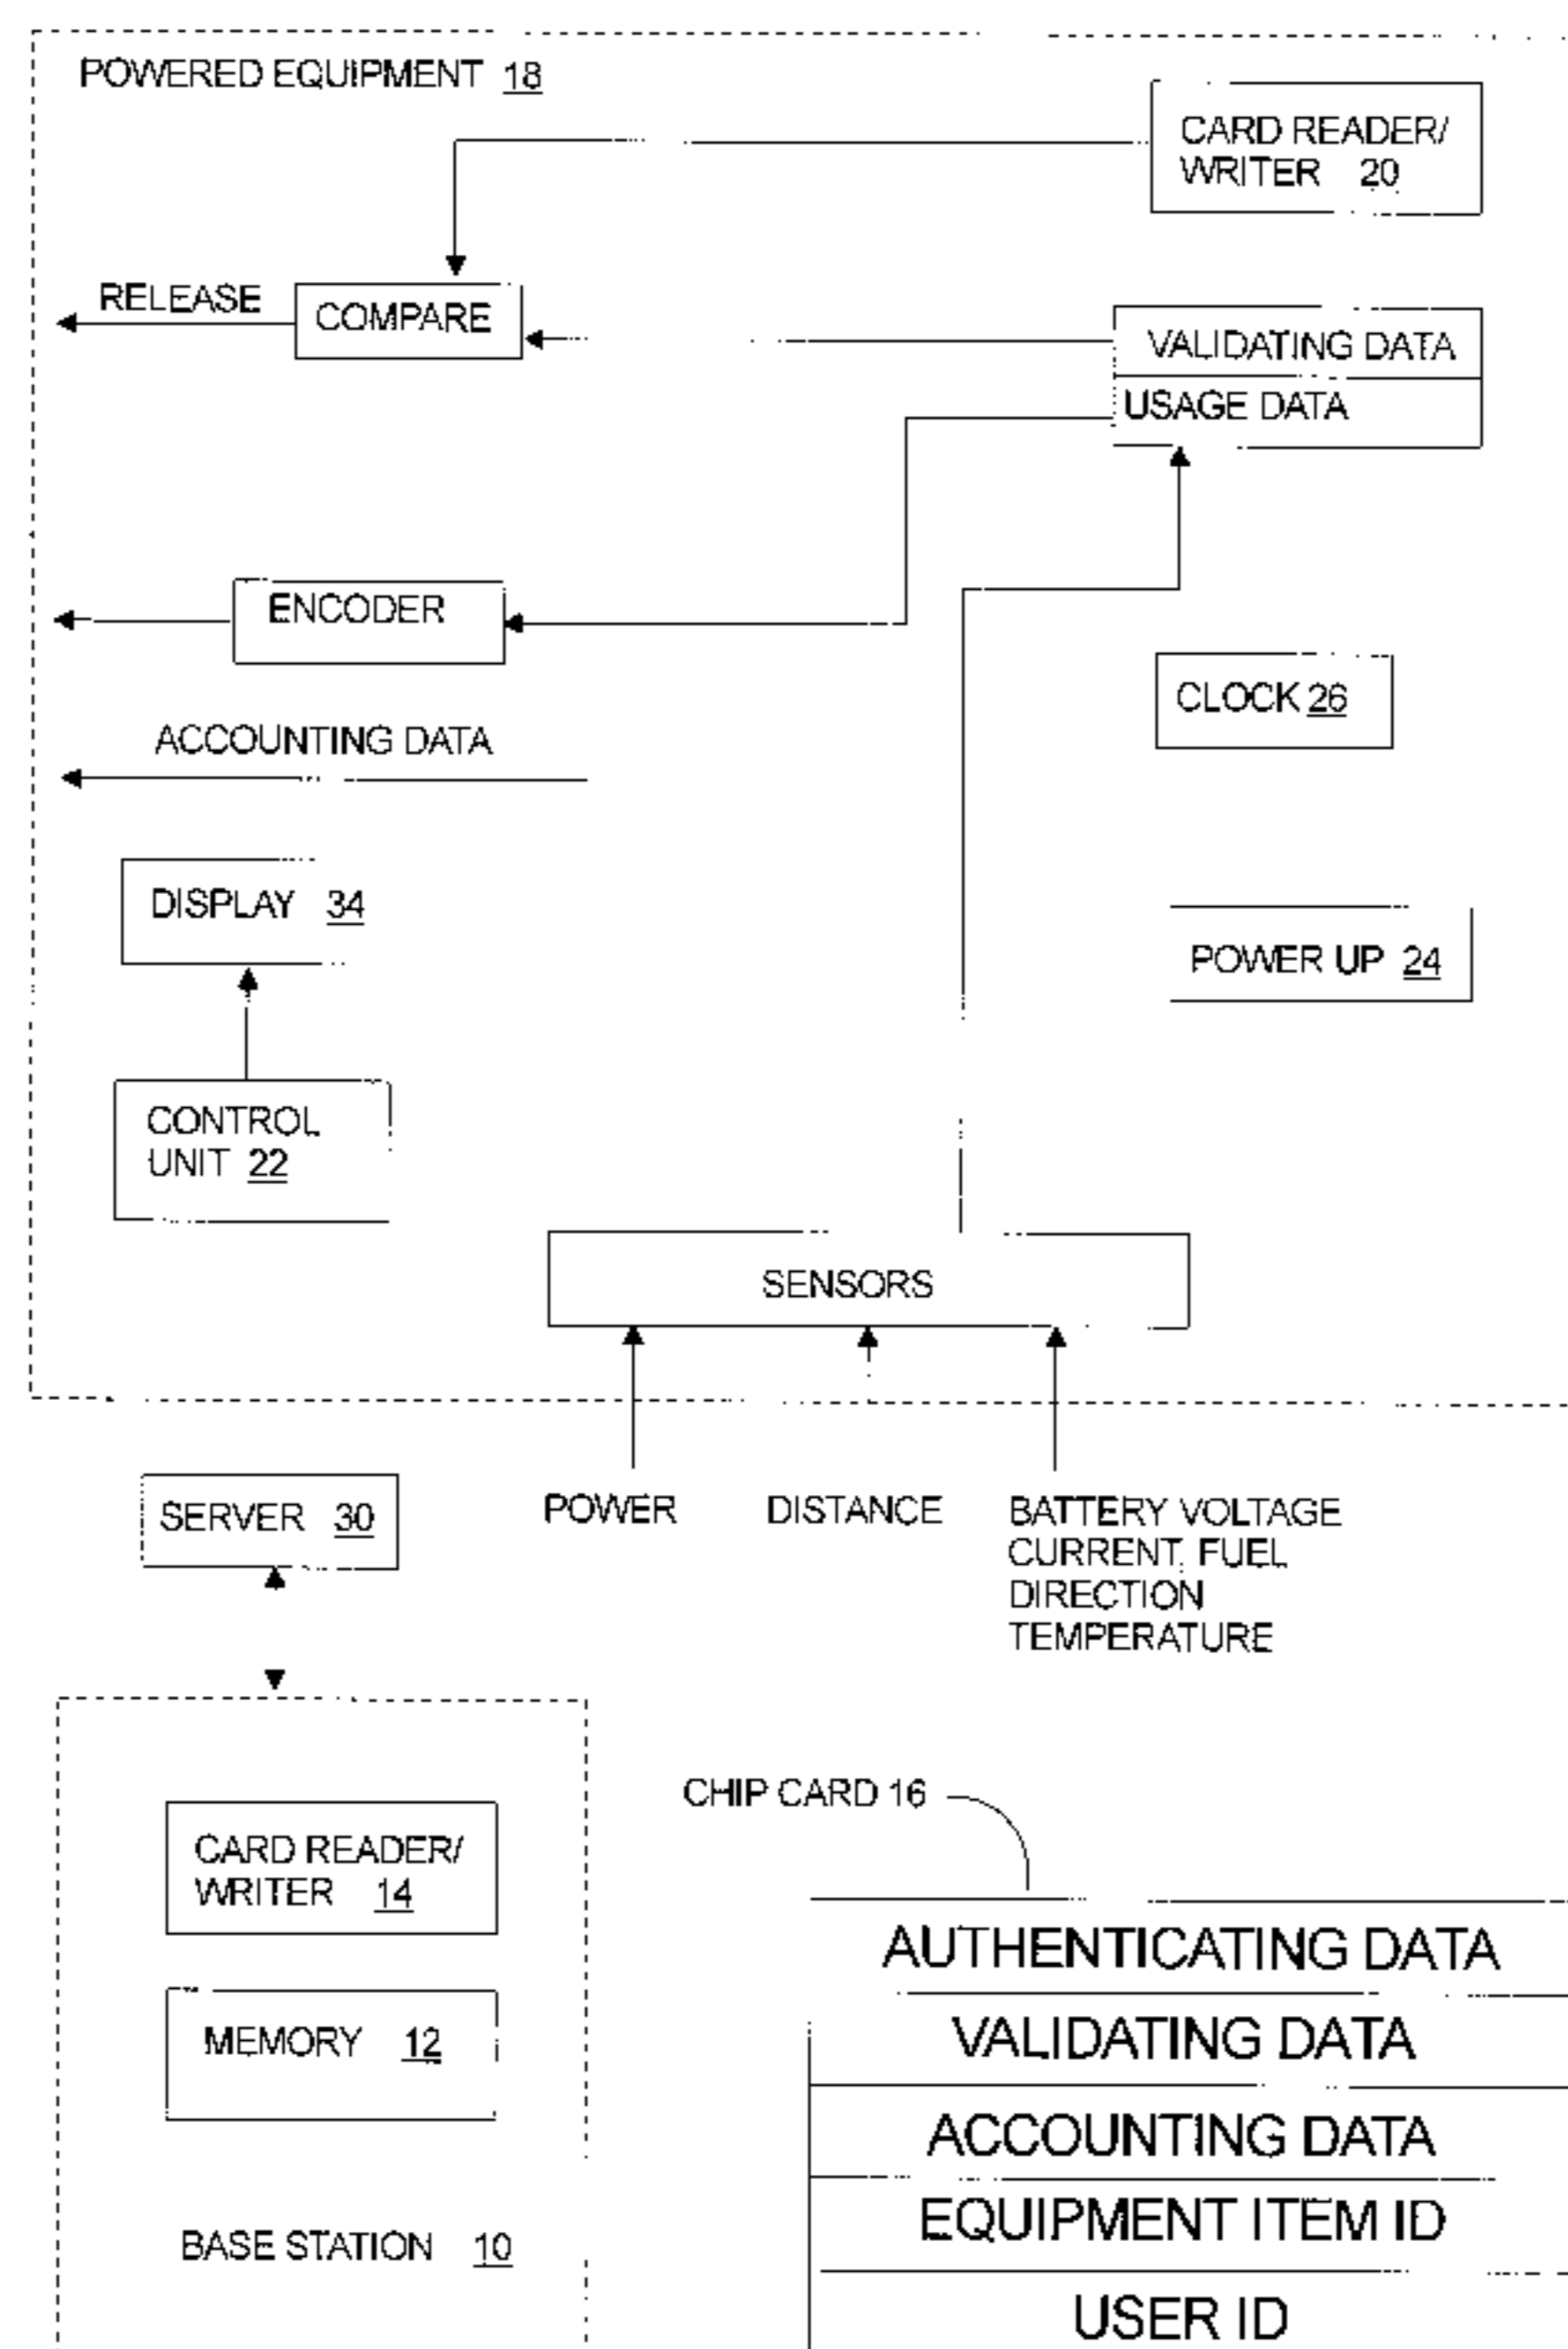 POWERED EQUIPMENT 18
CARD READER/
WRITER 20
RELEASE
COMPARE
VALIDATING DATA
USAGE DATA
ENCODER
CLOCK 26
ACCOUNTING DATA
DISPLAY 34
POWER UP 24
CONTROL
UNIT 22
SENSORS
SERVER 30
POWER
DISTANCE
BATTERY VOLTAGE
CURRENT, FUEL
DIRECTION
TEMPERATURE
CHIP CARD 16
CARD READER/
WRITER 14
AUTHENTICATING DATA
VALIDATING DATA
MEMORY 12
ACCOUNTING DATA
EQUIPMENT ITEM ID
BASE STATION 10
USER ID